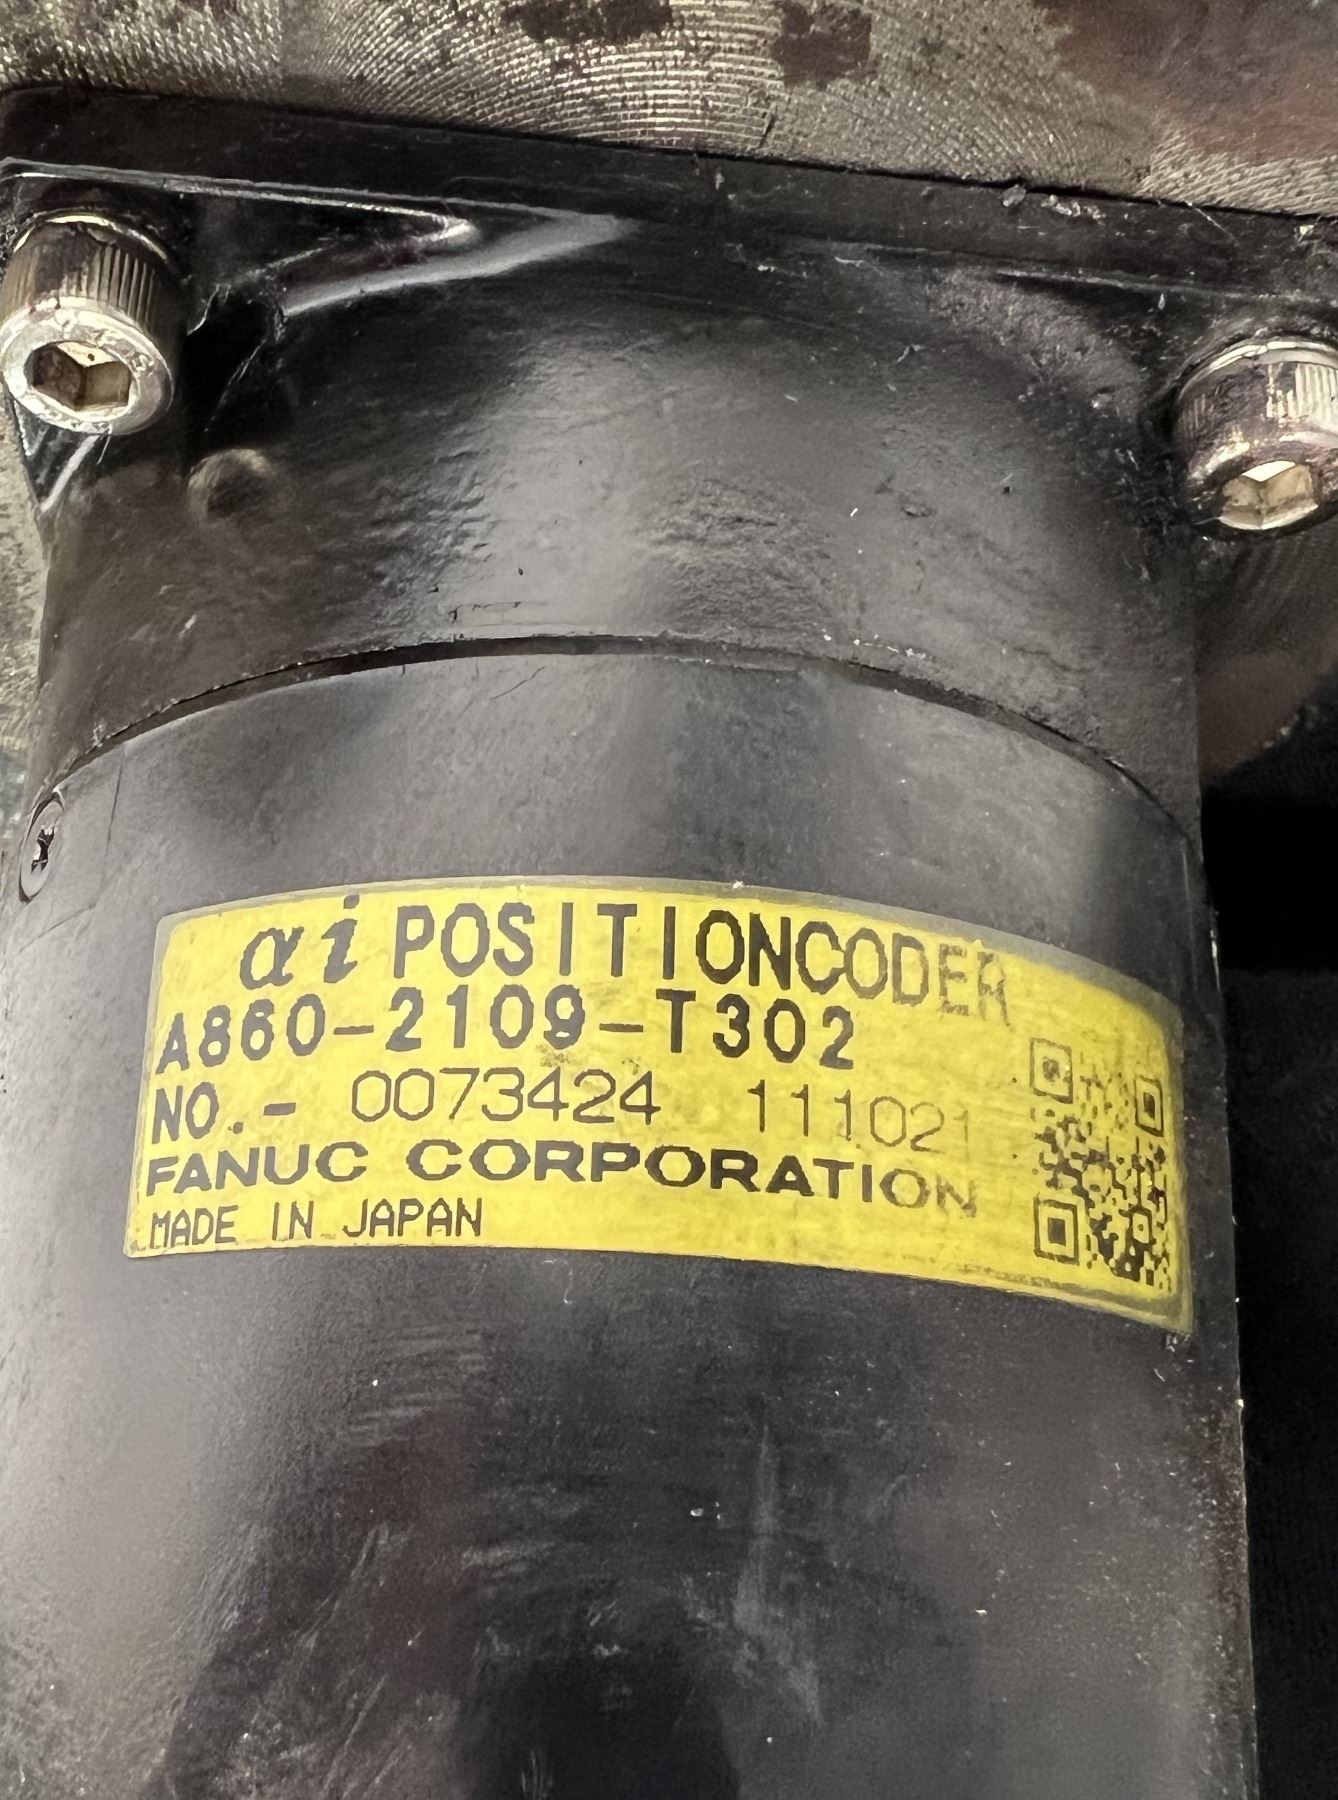 αi POSITIONCODER
A860-2109-T302
NO.- 0073424 111021
FANUC CORPORATION
MADE IN JAPAN